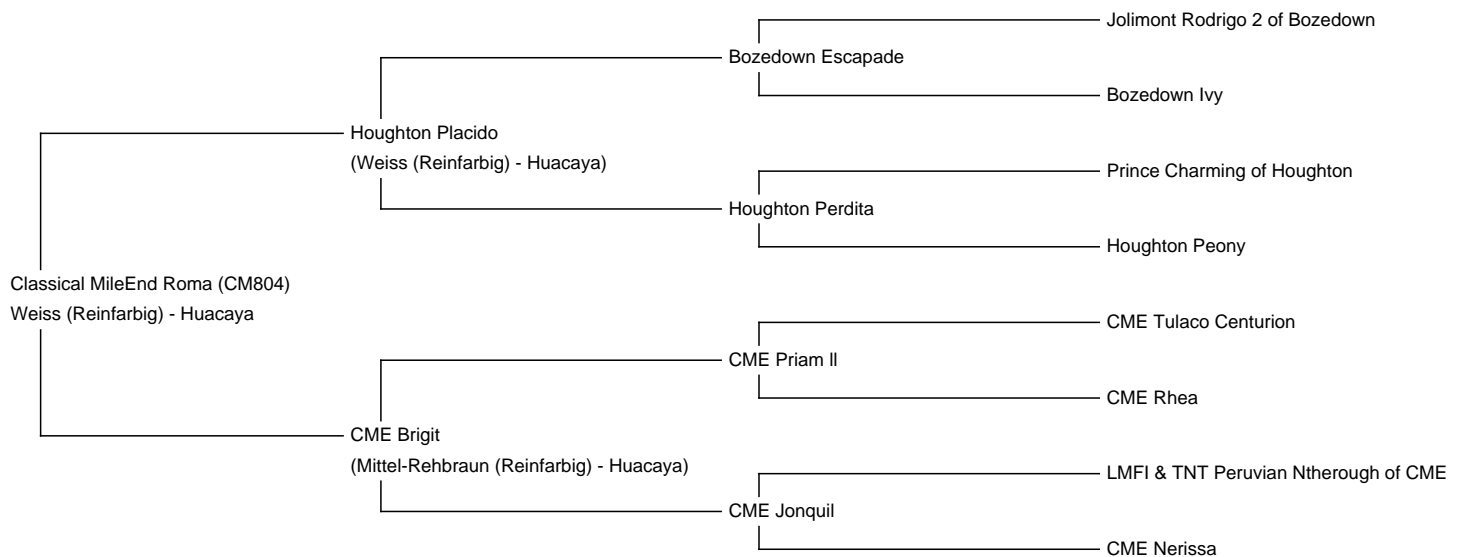 Jolimont Rodrigo 2 of Bozedown
Bozedown Escapade
Bozedown Ivy
Houghton Placido
(Weiss (Reinfarbig) - Huacaya)
Prince Charming of Houghton
Houghton Perdita
Houghton Peony
Classical MileEnd Roma (CM804)
Weiss (Reinfarbig) - Huacaya
CME Tulaco Centurion
CME Priam ll
CME Rhea
CME Brigit
(Mittel-Rehbraun (Reinfarbig) - Huacaya)
LMFI & TNT Peruvian Ntherough of CME
CME Jonquil
CME Nerissa